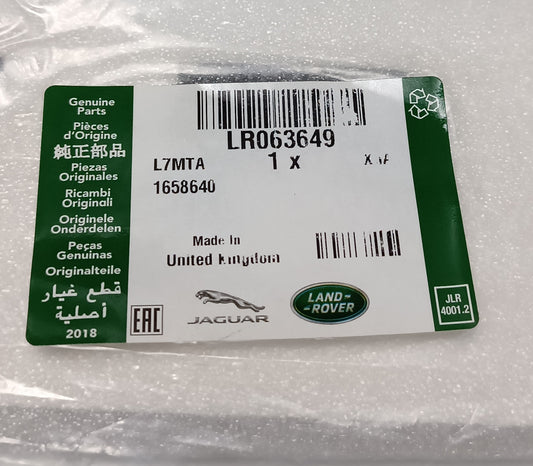 Genuine
Parts
Pièces
d'Origine
純正部品
Piezas
Originales
Ricambi
Originali
Originele
Onderdelen
Peças
Genuínas
Originalteile
قطع غيار
أصلية
2018
LR063649
L7MTA
1 x
1658640
Made In
United Kingdom
EAC
JAGUAR
LAND-
-ROVER
JLR
4001.2